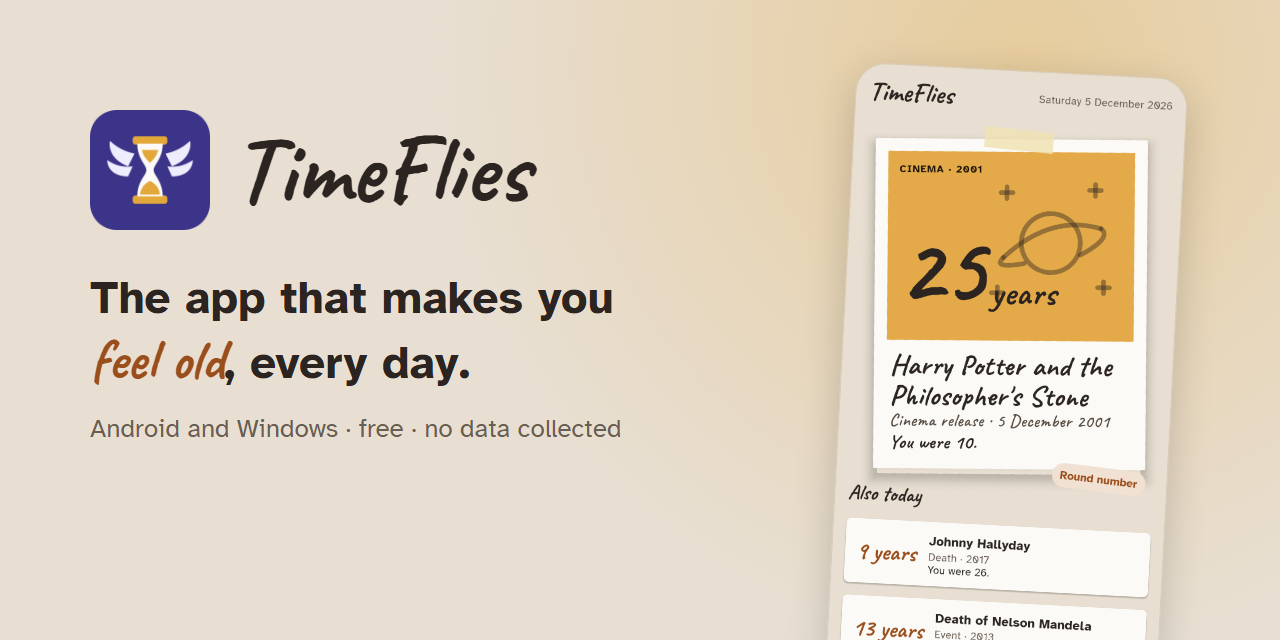 TimeFlies
The app that makes you
feel old, every day.
Android and Windows · free · no data collected
TimeFlies
Saturday 5 December 2026
CINEMA · 2001
25 years
Harry Potter and the
Philosopher's Stone
Cinema release · 5 December 2001
You were 10.
Round number
Also today
9 years
Johnny Hallyday
Death · 2017
You were 26.
13 years
Death of Nelson Mandela
Event · 2013